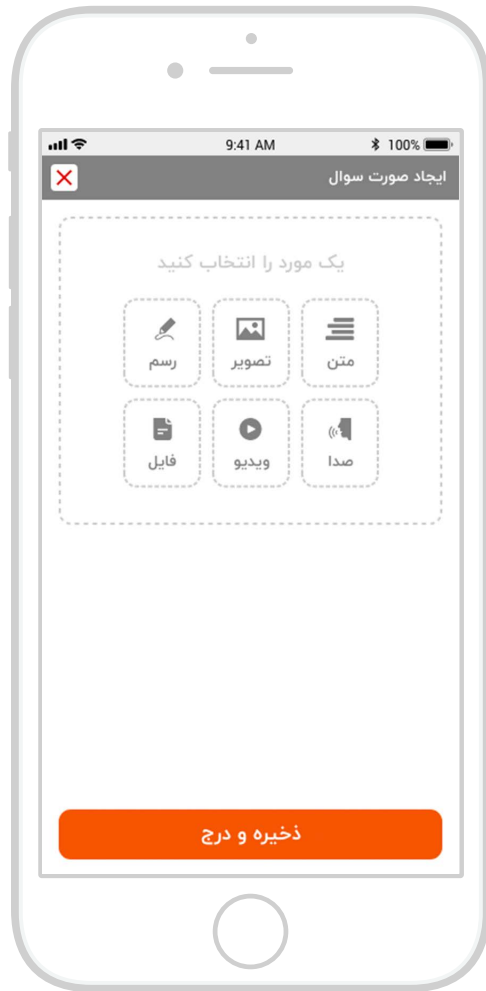 9:41 AM 100%
ایجاد صورت سوال
یک مورد را انتخاب کنید
متن تصویر رسم
صدا ویدیو فایل
ذخیره و درج